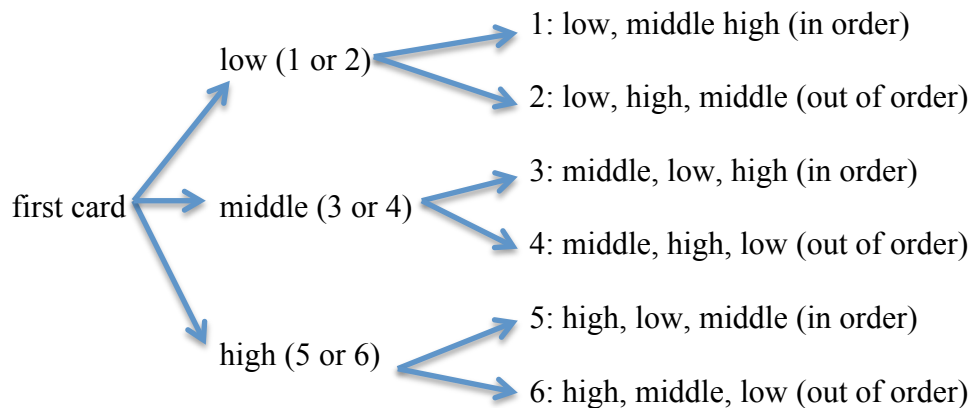 1: low, middle high (in order)
low (1 or 2)
2: low, high, middle (out of order)
3: middle, low, high (in order)
first card
middle (3 or 4)
4: middle, high, low (out of order)
5: high, low, middle (in order)
high (5 or 6)
6: high, middle, low (out of order)